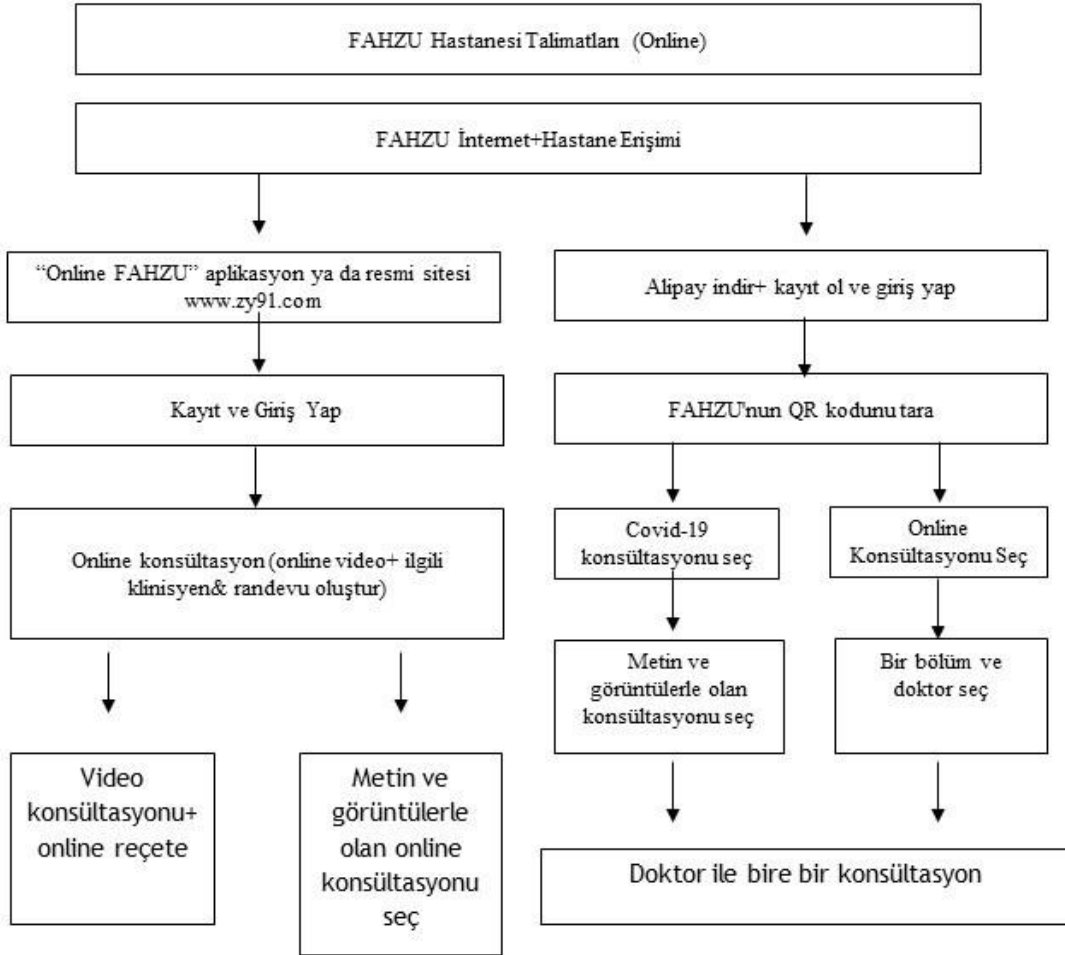 FAHZU Hastanesi Talimatları (Online)
FAHZU İnternet+Hastane Erişimi
“Online FAHZU” aplikasyon ya da resmi sitesi
www.zy91.com
Alipay indir+ kayıt ol ve giriş yap
Kayıt ve Giriş Yap
FAHZU'nun QR kodunu tara
Online konsültasyon (online video+ ilgili
klinisyen& randevu oluştur)
Covid-19
konsültasyonu seç
Online
Konsültasyonu Seç
Metin ve
görüntülerle olan
konsültasyonu seç
Bir bölüm ve
doktor seç
Video
konsültasyonu+
online reçete
Metin ve
görüntülerle
olan online
konsültasyonu
seç
Doktor ile bire bir konsültasyon